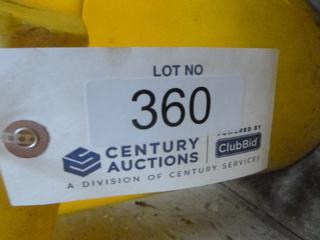 LOT NO
360
POWERED BY
CENTURY
AUCTIONS
ClubBid
A DIVISION OF CENTURY SERVICES